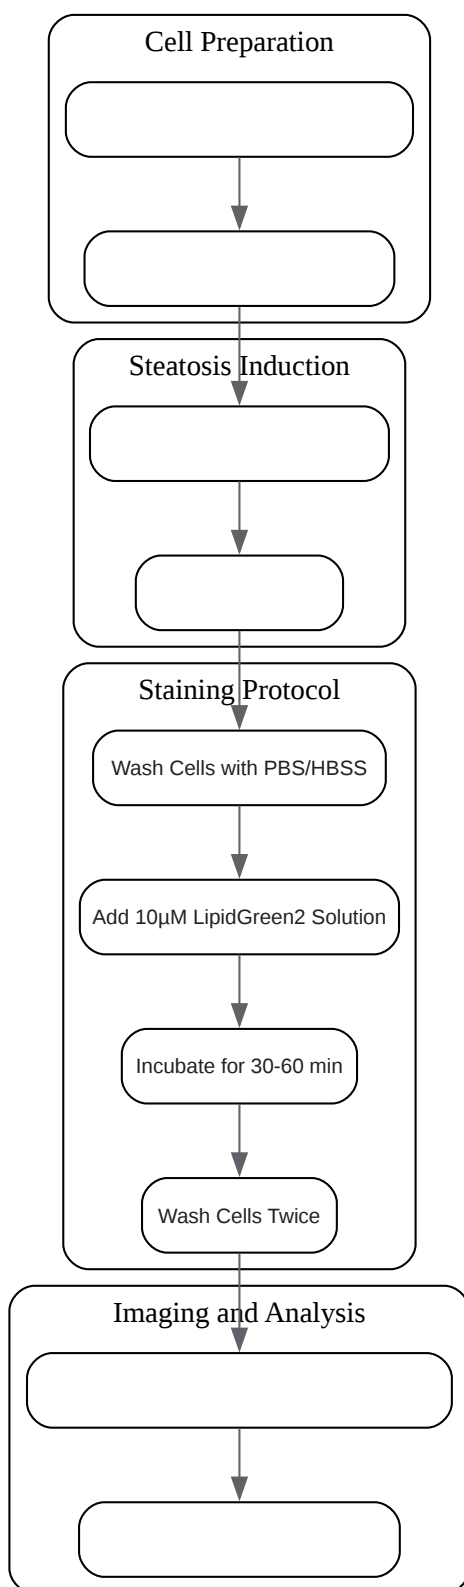 Cell Preparation
Steatosis Induction
Staining Protocol
Wash Cells with PBS/HBSS
Add 10µM LipidGreen2 Solution
Incubate for 30-60 min
Wash Cells Twice
Imaging and Analysis